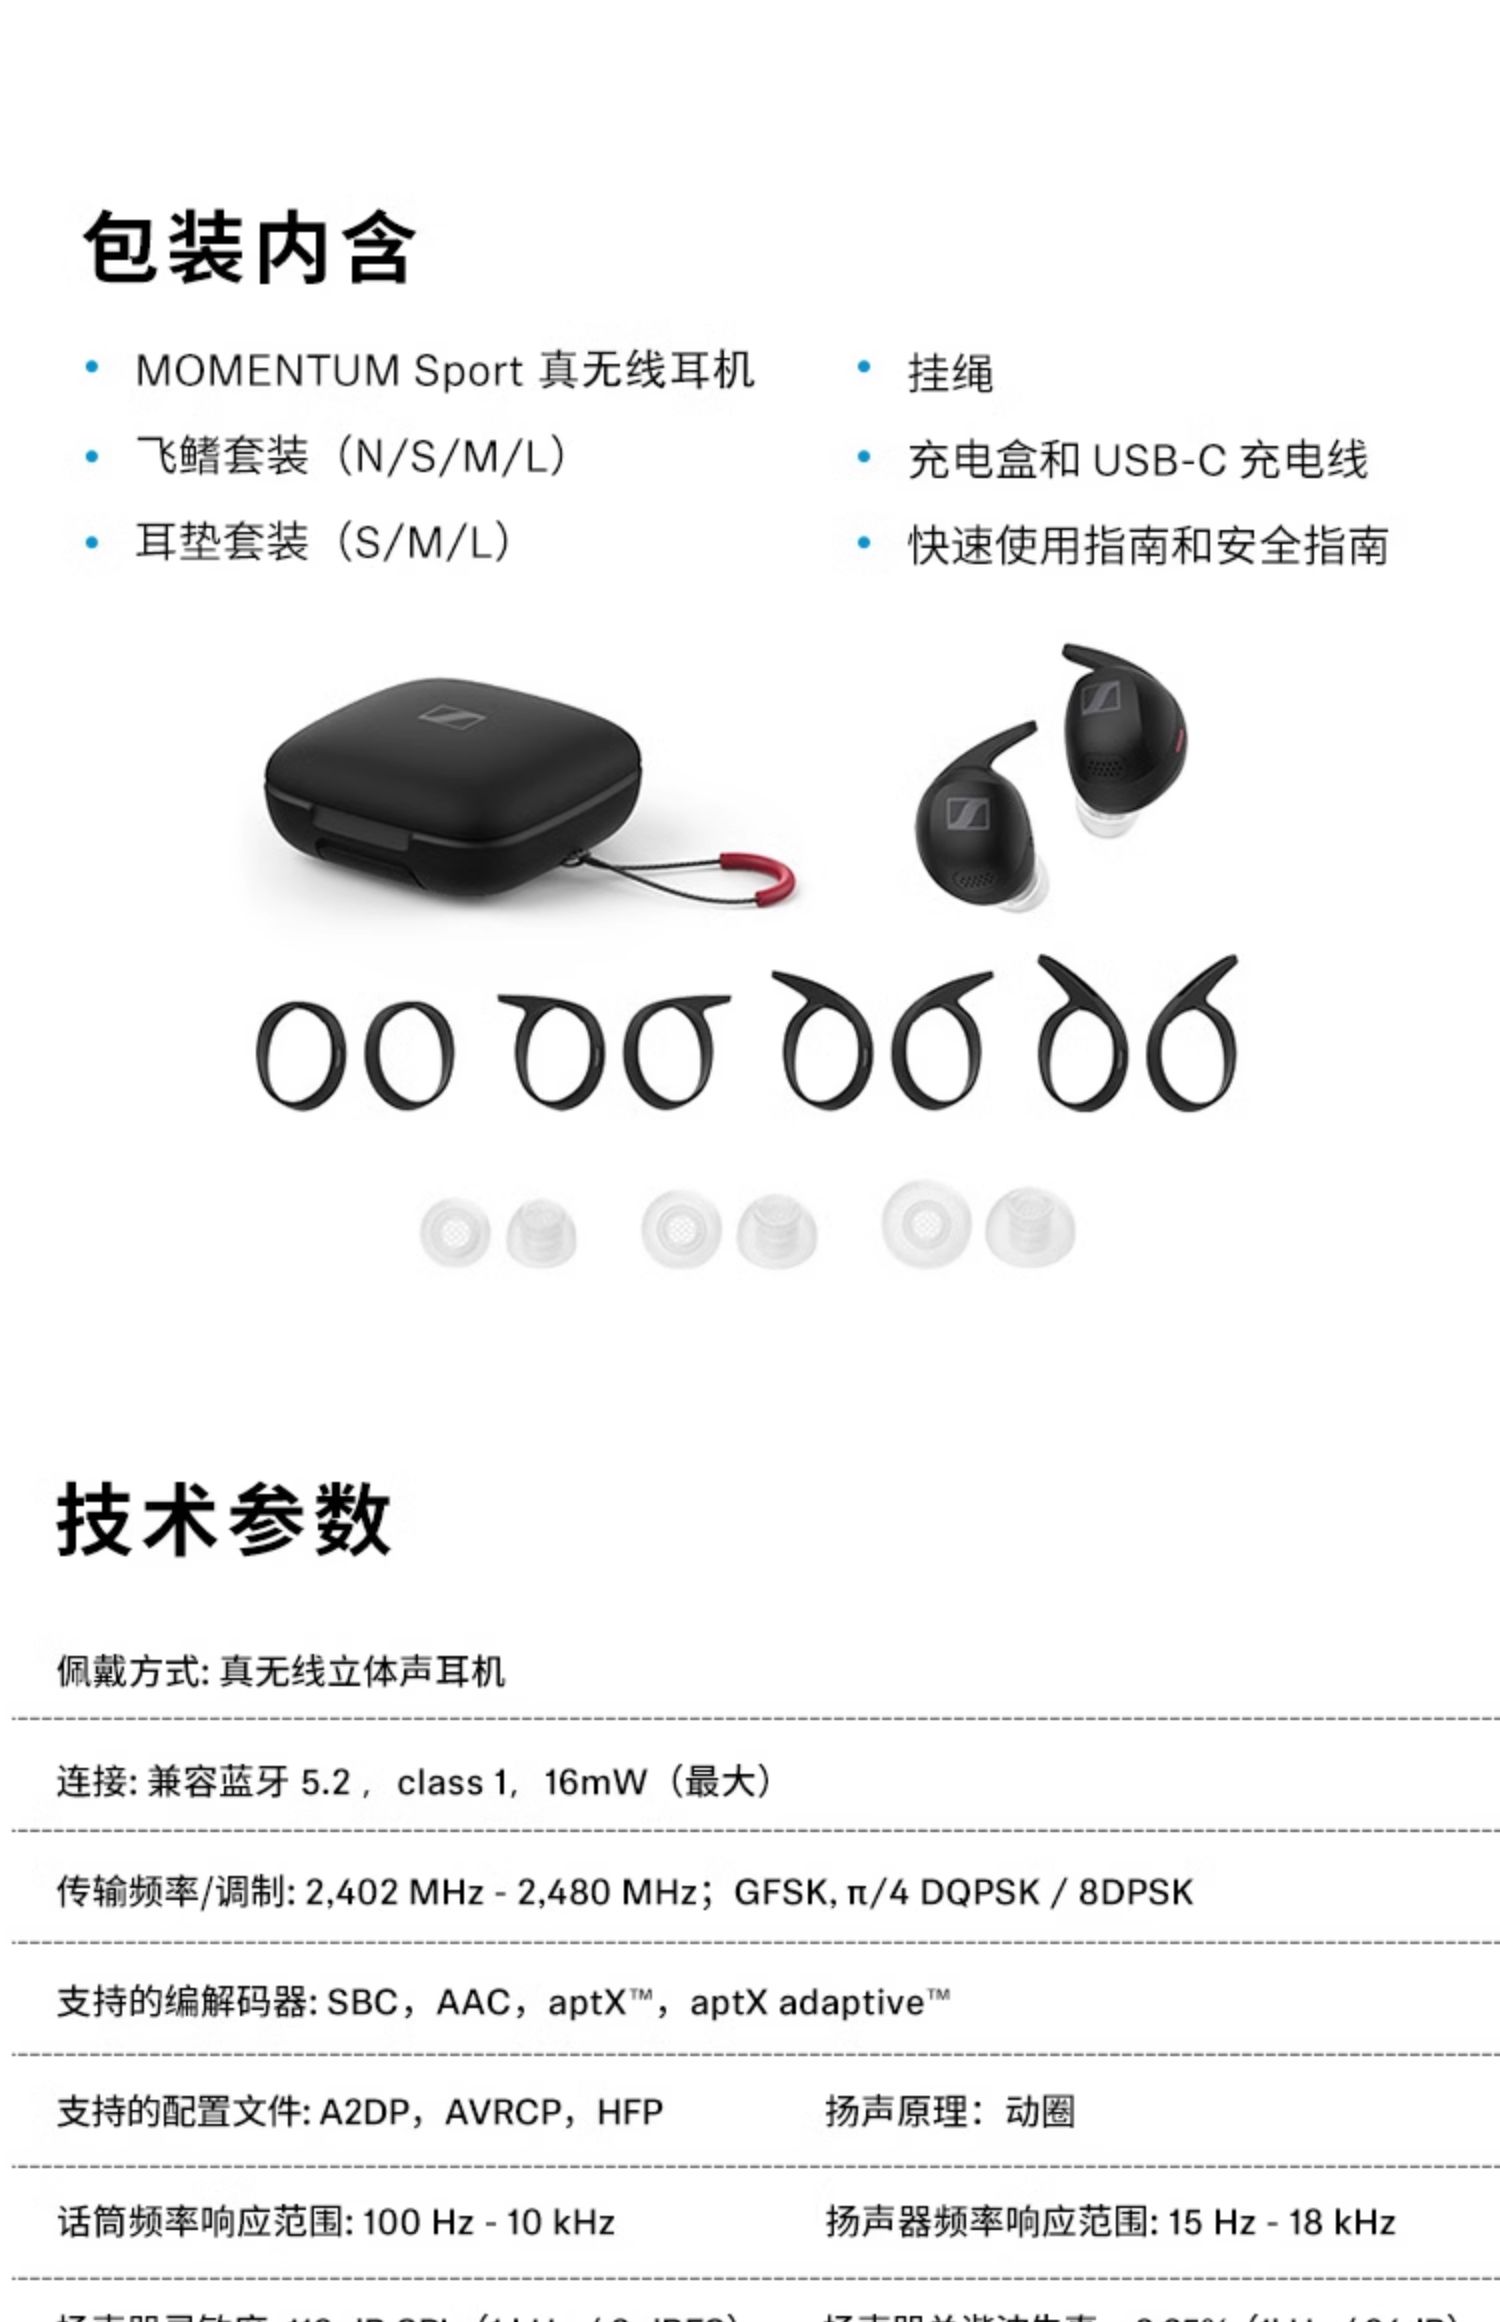 包装内含
MOMENTUM Sport 真无线耳机
飞鳍套装（N/S/M/L）
耳垫套装（S/M/L）
挂绳
充电盒和 USB-C 充电线
快速使用指南和安全指南
技术参数
佩戴方式: 真无线立体声耳机
连接: 兼容蓝牙 5.2 , class 1, 16mW（最大）
传输频率/调制: 2,402 MHz - 2,480 MHz；GFSK, π/4 DQPSK / 8DPSK
支持的编解码器: SBC，AAC，aptX™，aptX adaptive™
支持的配置文件: A2DP，AVRCP，HFP
扬声原理：动圈
话筒频率响应范围: 100 Hz - 10 kHz
扬声器频率响应范围: 15 Hz - 18 kHz